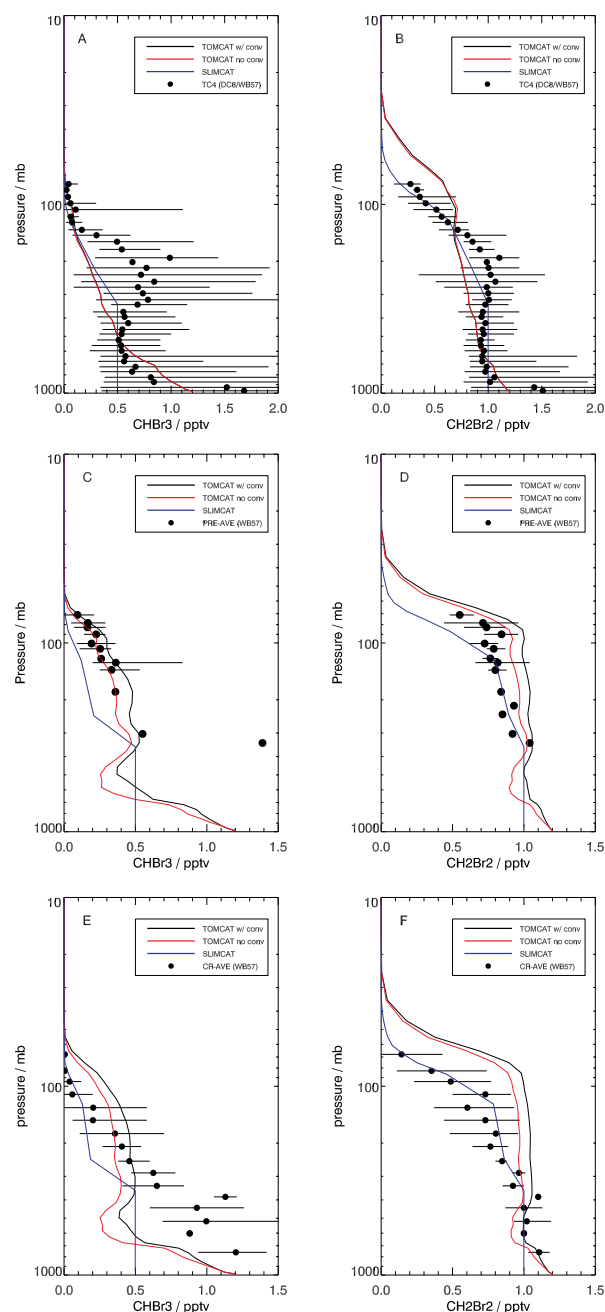 A
TOMCAT w/ conv
TOMCAT no conv
SLIMCAT
TC4 (DC8/WB57)
pressure / mb
10
100
1000
0.0 0.5 1.0 1.5 2.0
CHBr3 / pptv
B
TOMCAT w/ conv
TOMCAT no conv
SLIMCAT
TC4 (DC8/WB57)
pressure / mb
10
100
1000
0.0 0.5 1.0 1.5 2.0
CH2Br2 / pptv
C
TOMCAT w/ conv
TOMCAT no conv
SLIMCAT
PRE-AVE (WB57)
Pressure / mb
10
100
1000
0.0 0.5 1.0 1.5
CHBr3 / pptv
D
TOMCAT w/ conv
TOMCAT no conv
SLIMCAT
PRE-AVE (WB57)
Pressure / mb
10
100
1000
0.0 0.5 1.0 1.5
CH2Br2 / pptv
E
TOMCAT w/ conv
TOMCAT no conv
SLIMCAT
CR-AVE (WB57)
pressure / mb
10
100
1000
0.0 0.5 1.0 1.5
CHBr3 / pptv
F
TOMCAT w/ conv
TOMCAT no conv
SLIMCAT
CR-AVE (WB57)
pressure / mb
10
100
1000
0.0 0.5 1.0 1.5
CH2Br2 / pptv